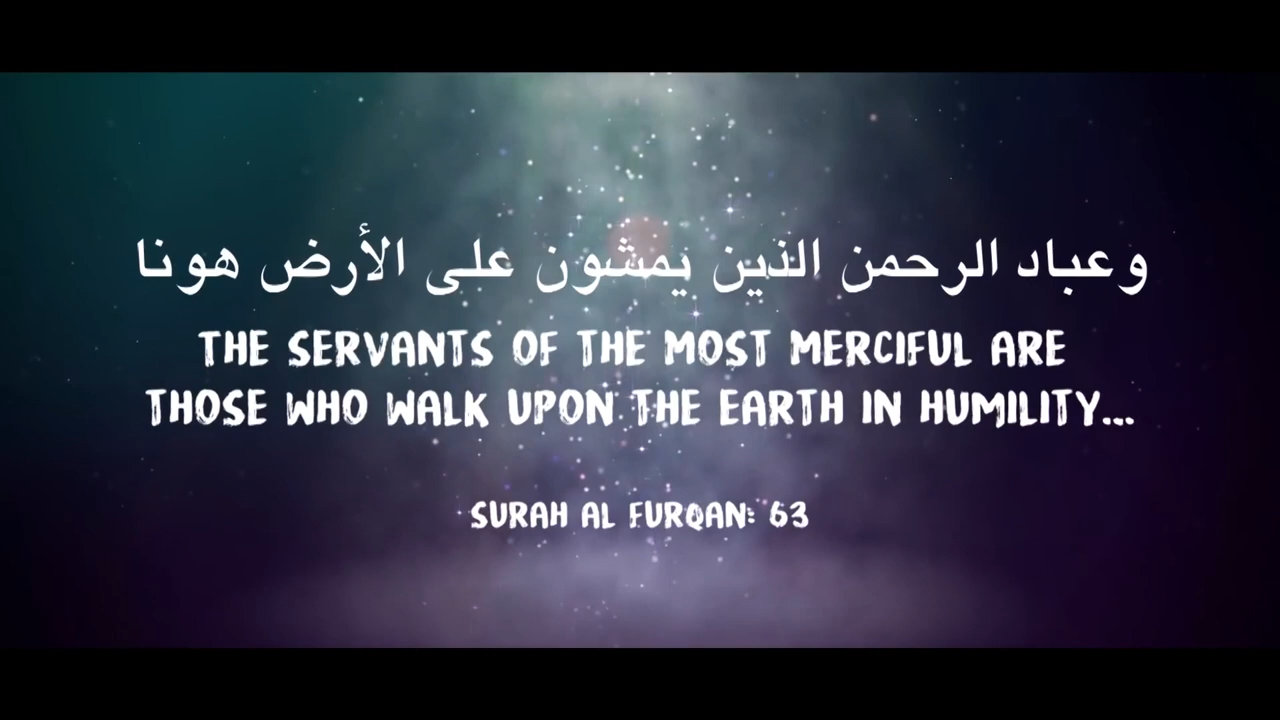 وعباد الرحمن الذين يمشون على الأرض هونا
THE SERVANTS OF THE MOST MERCIFUL ARE
THOSE WHO WALK UPON THE EARTH IN HUMILITY...
SURAH AL FURQAN: 63